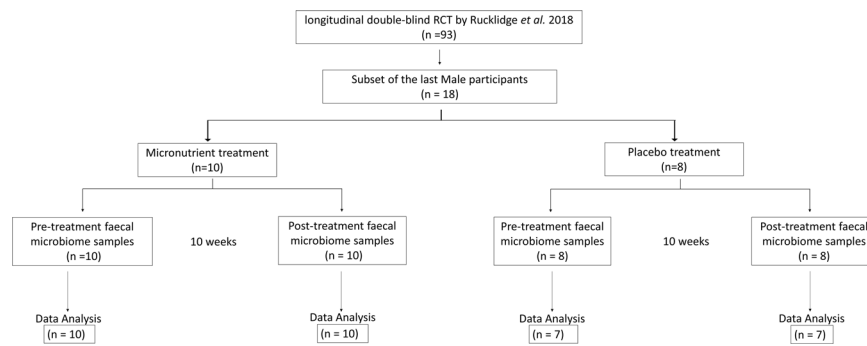 longitudinal double-blind RCT by Rucklidge et al. 2018
(n =93)
Subset of the last Male participants
(n = 18)
Micronutrient treatment
(n=10)
Placebo treatment
(n=8)
Pre-treatment faecal
microbiome samples
(n =10)
10 weeks
Post-treatment faecal
microbiome samples
(n = 10)
Pre-treatment faecal
microbiome samples
(n = 8)
10 weeks
Post-treatment faecal
microbiome samples
(n = 8)
Data Analysis
(n = 10)
Data Analysis
(n = 10)
Data Analysis
(n = 7)
Data Analysis
(n = 7)